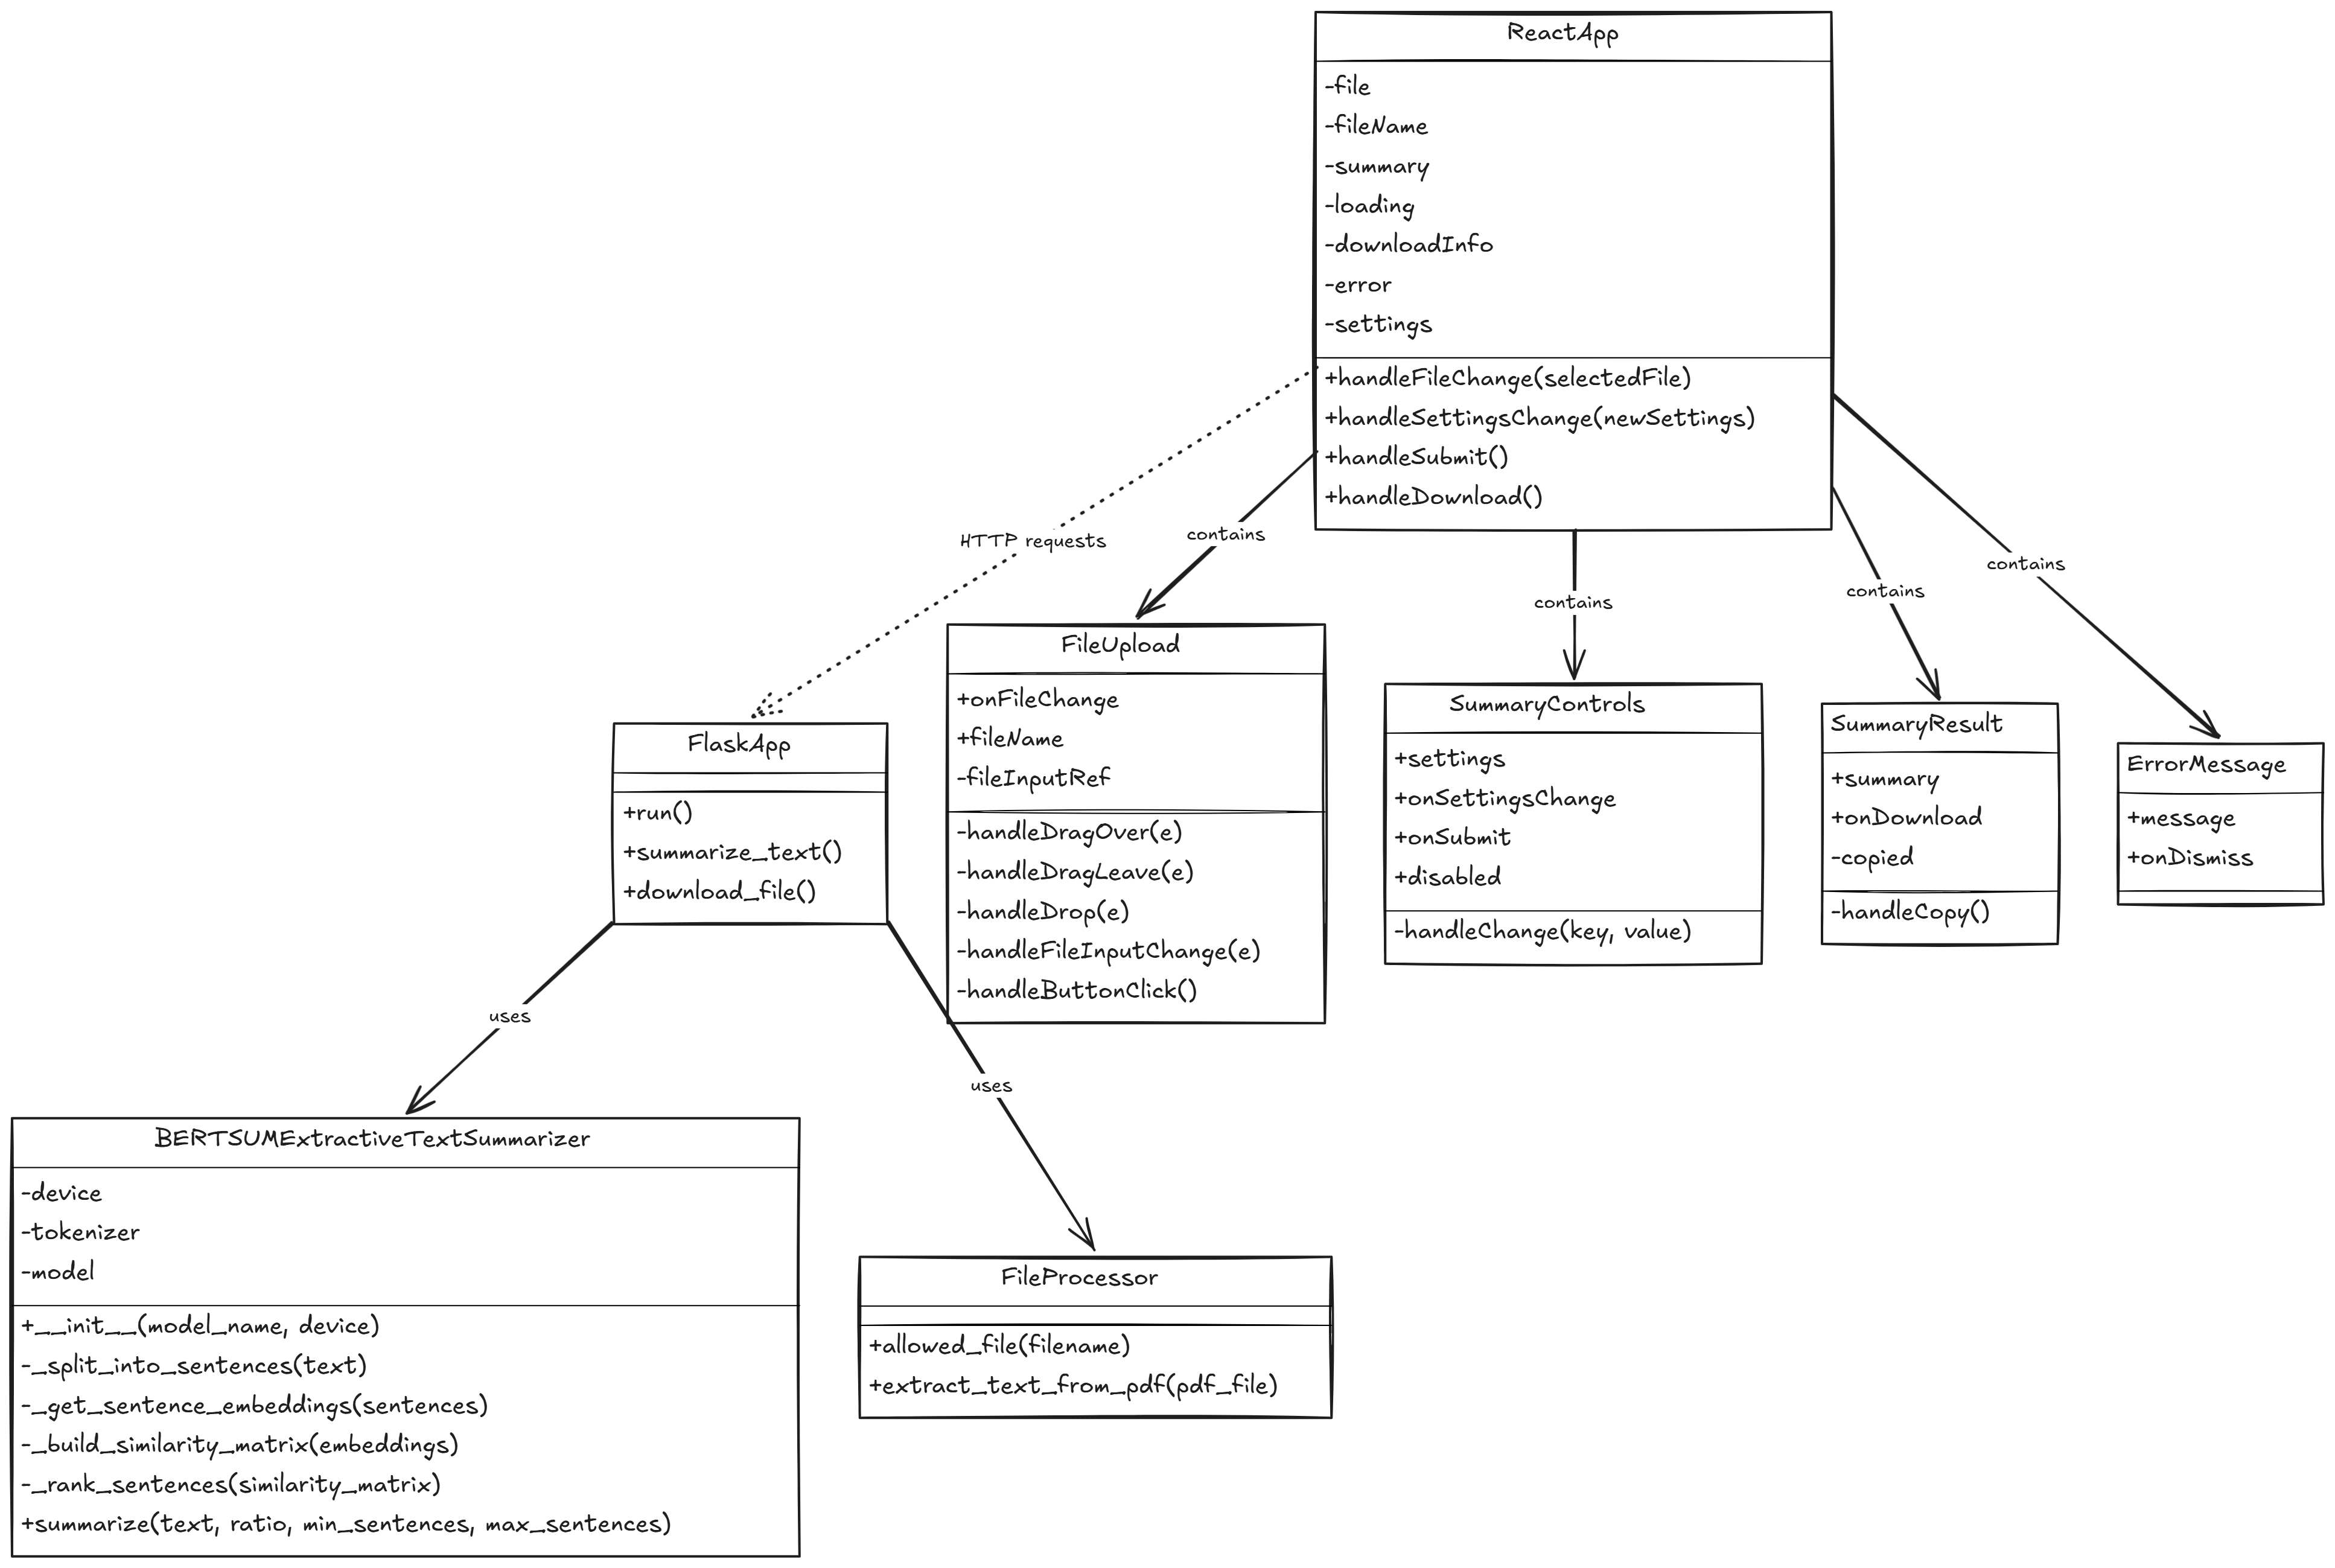 ReactApp
-file
-fileName
-summary
-loading
-downloadInfo
-error
-settings
+handleFileChange(selectedFile)
+handleSettingsChange(newSettings)
+handleSubmit()
+handleDownload()
HTTP requests
contains
contains
contains
contains
FileUpload
+onFileChange
+fileName
-fileInputRef
-handleDragOver(e)
-handleDragLeave(e)
-handleDrop(e)
-handleFileInputChange(e)
-handleButtonClick()
SummaryControls
+settings
+onSettingsChange
+onSubmit
+disabled
-handleChange(key, value)
SummaryResult
+summary
+onDownload
-copied
-handleCopy()
ErrorMessage
+message
+onDismiss
FlaskApp
+run()
+summarize_text()
+download_file()
uses
uses
BERTSUMExtractiveTextSummarizer
-device
-tokenizer
-model
+__init__(model_name, device)
-_split_into_sentences(text)
-_get_sentence_embeddings(sentences)
-_build_similarity_matrix(embeddings)
-_rank_sentences(similarity_matrix)
+summarize(text, ratio, min_sentences, max_sentences)
FileProcessor
+allowed_file(filename)
+extract_text_from_pdf(pdf_file)